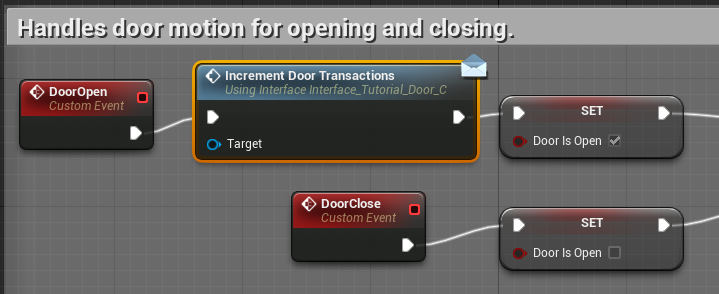 Handles door motion for opening and closing.
DoorOpen
Custom Event
Increment Door Transactions
Using Interface Interface_Tutorial_Door_C
Target
SET
Door Is Open
DoorClose
Custom Event
SET
Door Is Open